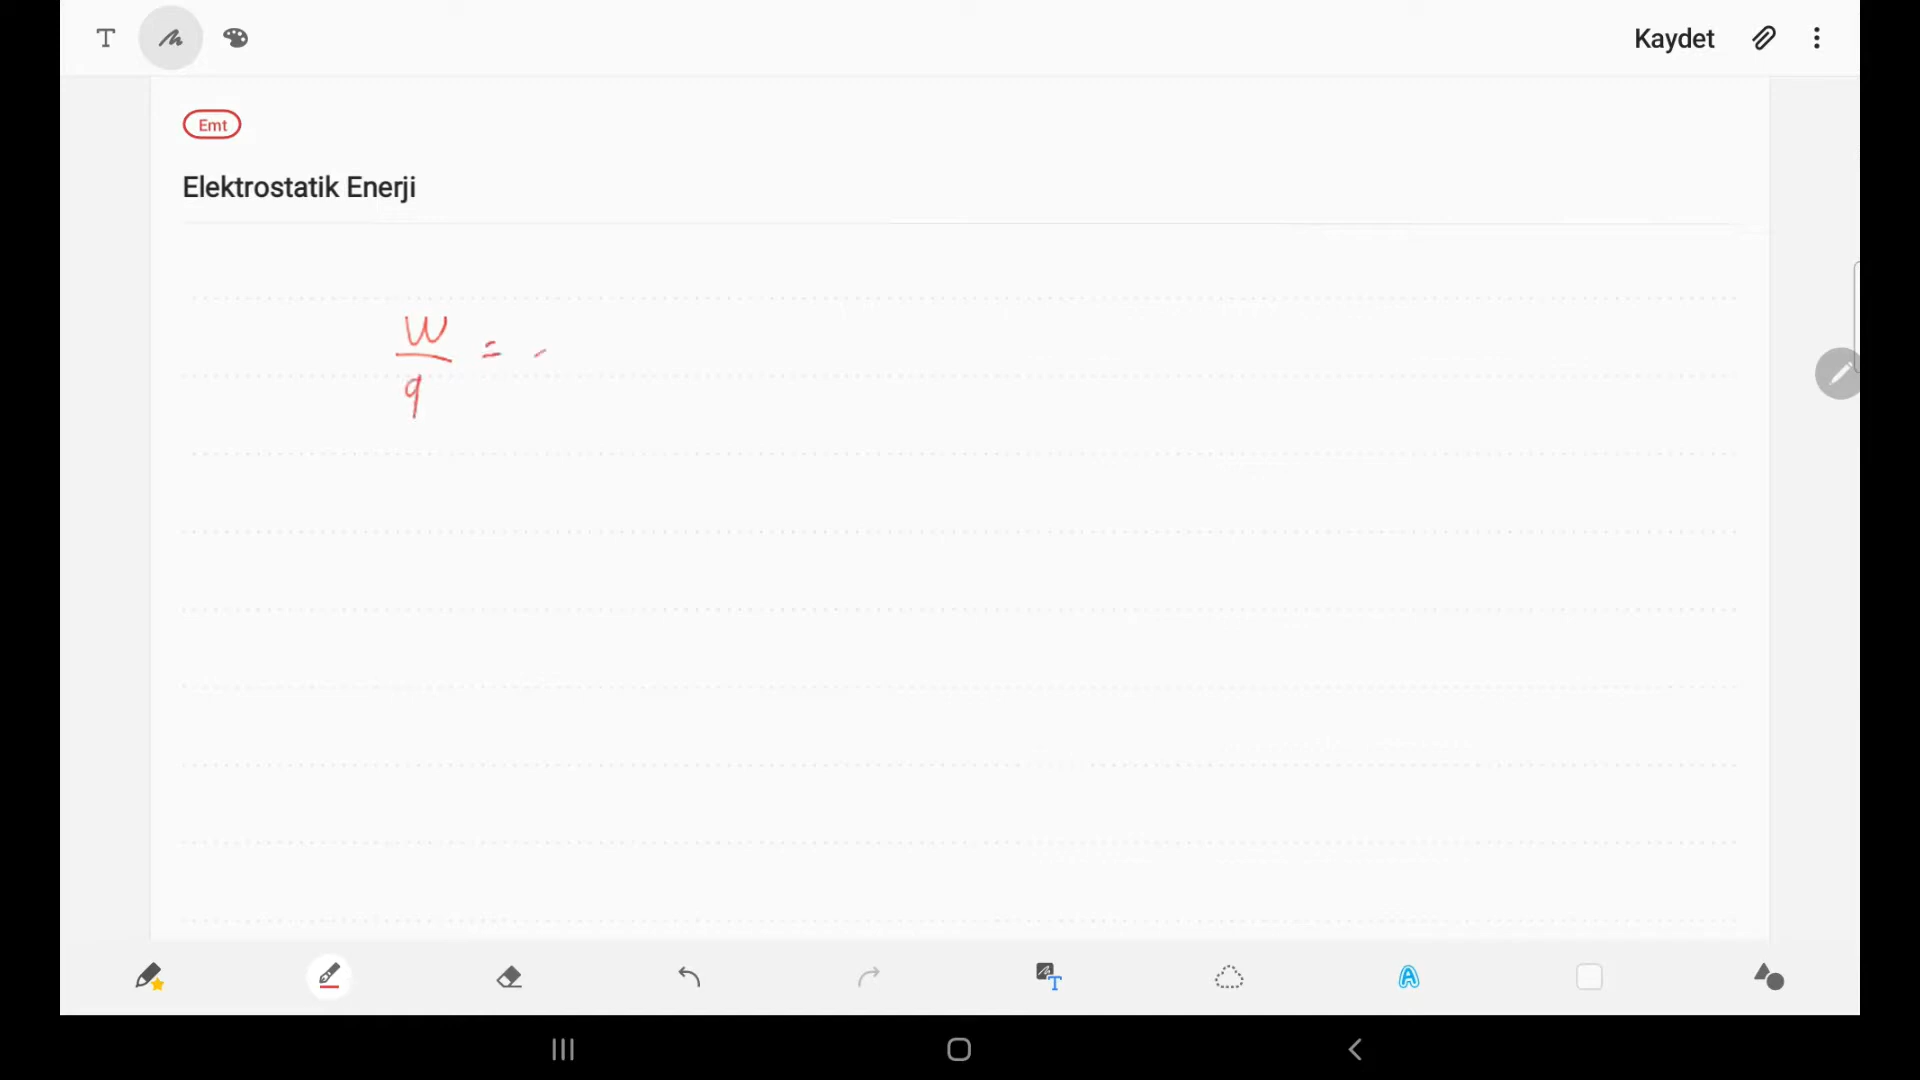 T Kaydet
Emt
Elektrostatik Enerji
W
q
= -
T A